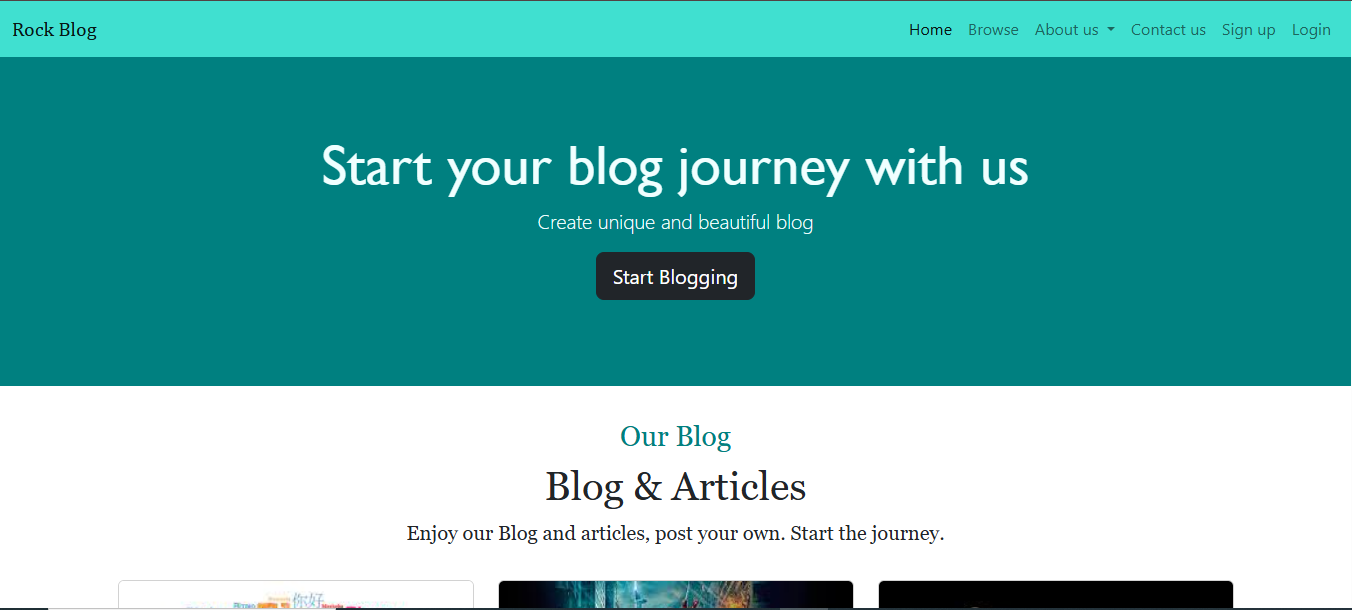 Rock Blog
Home Browse About us Contact us Sign up Login
Start your blog journey with us
Create unique and beautiful blog
Start Blogging
Our Blog
Blog & Articles
Enjoy our Blog and articles, post your own. Start the journey.
你好